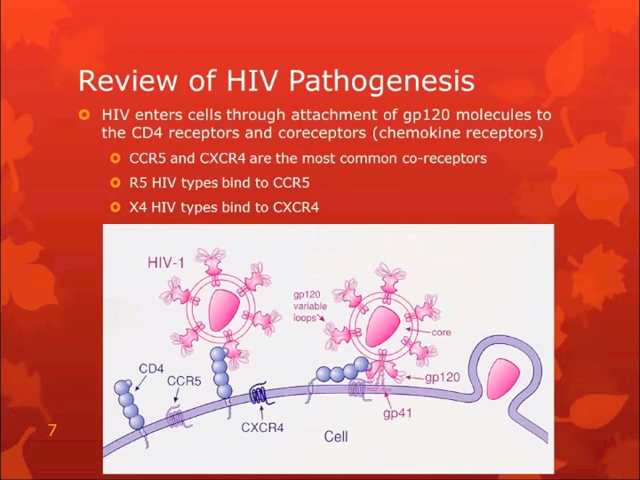 Review of HIV Pathogenesis
HIV enters cells through attachment of gp120 molecules to
the CD4 receptors and coreceptors (chemokine receptors)
CCR5 and CXCR4 are the most common co-receptors
R5 HIV types bind to CCR5
X4 HIV types bind to CXCR4
HIV-1
gp120
variable
loops
core
CD4
CCR5
gp120
gp41
CXCR4
Cell
7